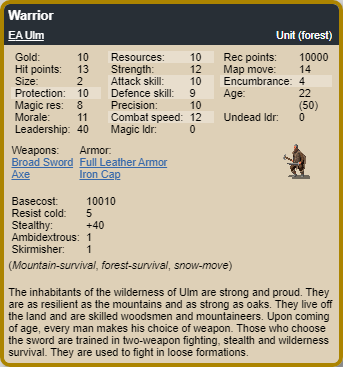 Warrior
EA Ulm Unit (forest)
Gold: 10 Resources: 10 Rec points: 10000
Hit points: 13 Strength: 12 Map move: 14
Size: 2 Attack skill: 10 Encumbrance: 4
Protection: 10 Defence skill: 9 Age: 22
Magic res: 8 Precision: 10 (50)
Morale: 11 Combat speed: 12 Undead ldr: 0
Leadership: 40 Magic ldr: 0
Weapons: Armor:
Broad Sword Full Leather Armor
Axe Iron Cap
Basecost: 10010
Resist cold: 5
Stealthy: +40
Ambidextrous: 1
Skirmisher: 1
(Mountain-survival, forest-survival, snow-move)
The inhabitants of the wilderness of Ulm are strong and proud. They
are as resilient as the mountains and as strong as oaks. They live off
the land and are skilled woodsmen and mountaineers. Upon coming
of age, every man makes his choice of weapon. Those who choose
the sword are trained in two-weapon fighting, stealth and wilderness
survival. They are used to fight in loose formations.